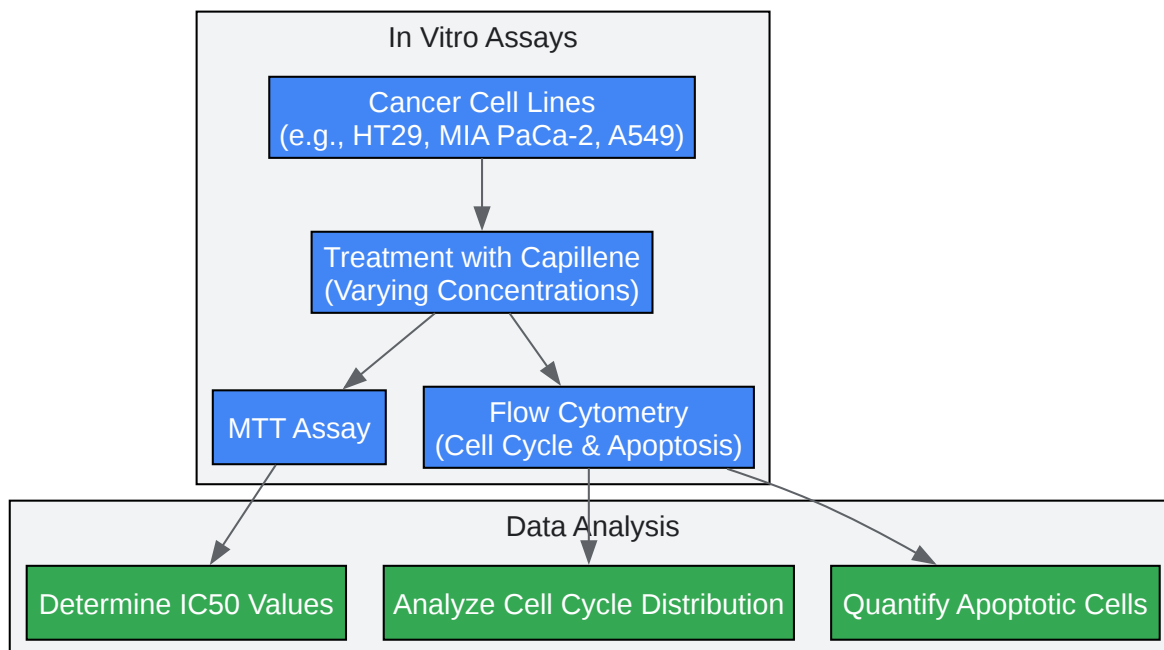 In Vitro Assays
Cancer Cell Lines
(e.g., HT29, MIA PaCa-2, A549)
Treatment with Capillene
(Varying Concentrations)
MTT Assay
Flow Cytometry
(Cell Cycle & Apoptosis)
Data Analysis
Determine IC50 Values
Analyze Cell Cycle Distribution
Quantify Apoptotic Cells